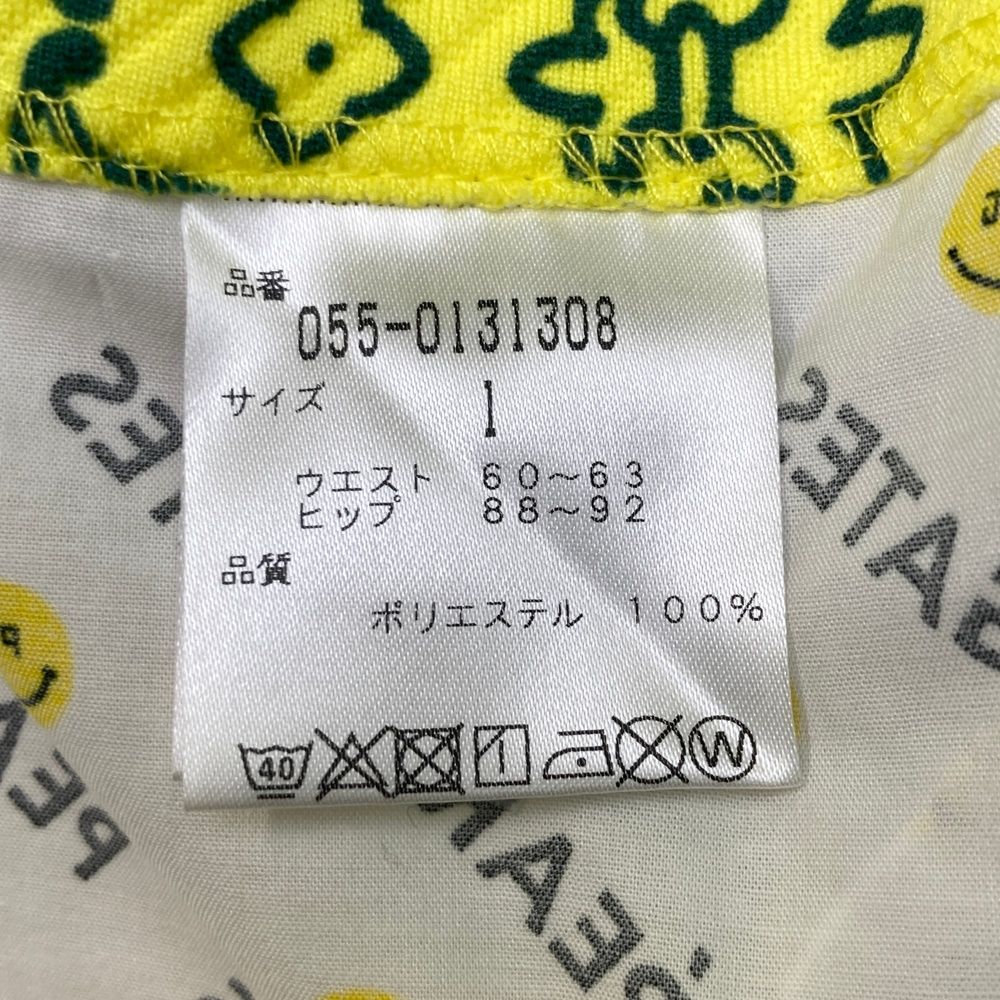 品番
055-0131308
サイズ 1
ウエスト 60~63
ヒップ 88~92
品質
ポリエステル 100%
40
W